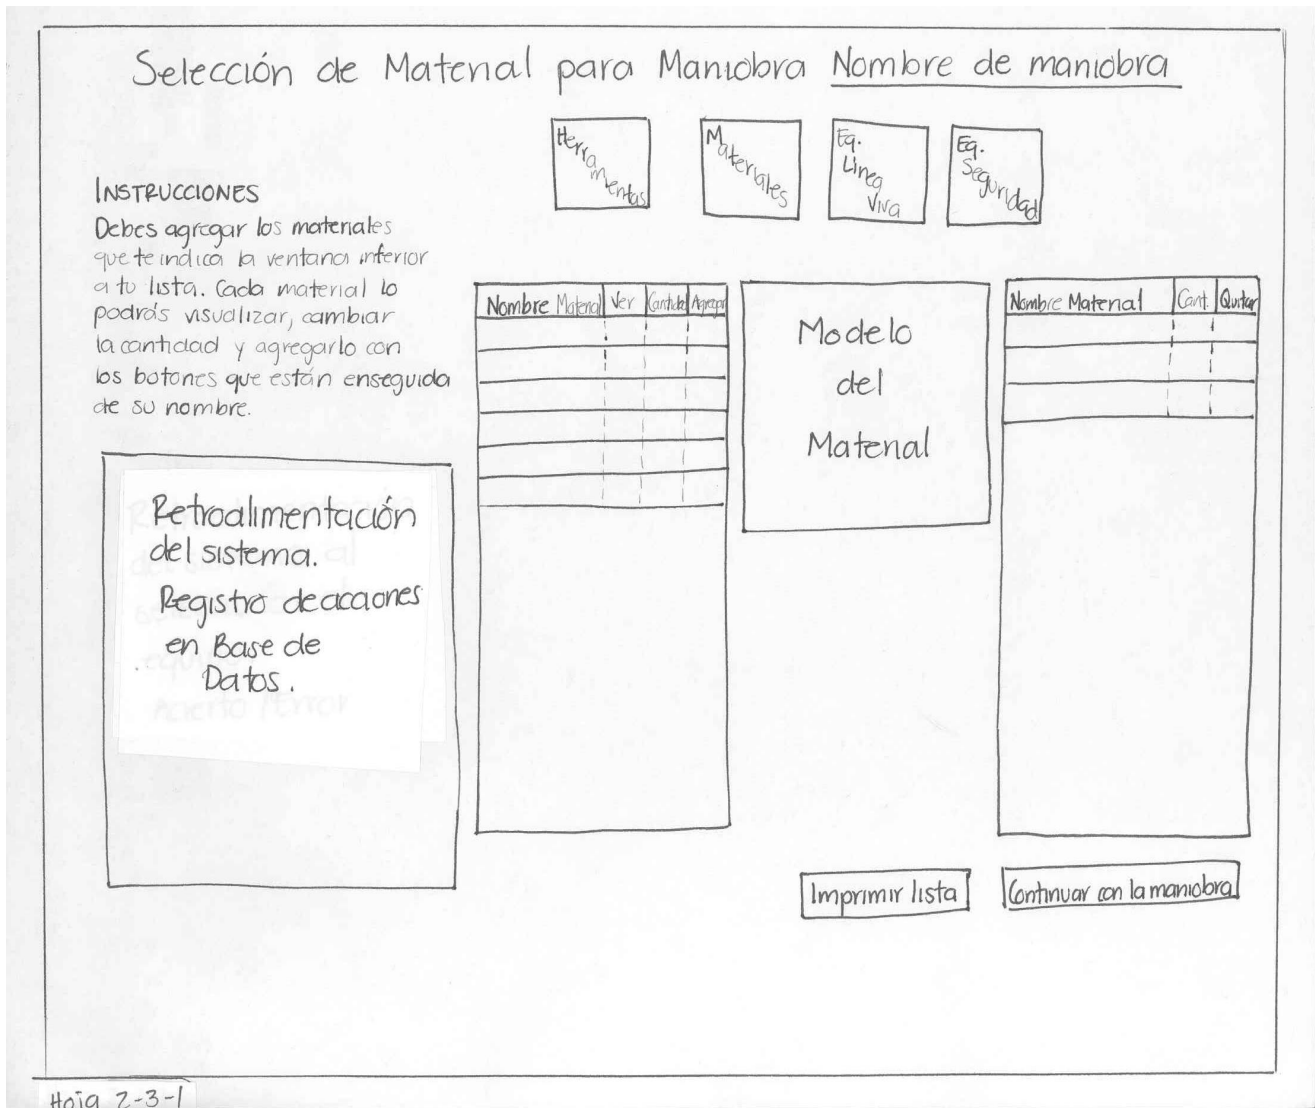 Selección de Material para Maniobra Nombre de maniobra
Herra
mientas
Materiales
Eq.
Línea
Viva
Eq.
Seguridad
INSTRUCCIONES
Debes agregar los materiales
que te indica la ventana inferior
a tu lista. Cada material lo
podrás visualizar, cambiar
la cantidad y agregarlo con
los botones que están enseguida
de su nombre.
Retroalimentación
del sistema.
Registro de acciones
en Base de
Datos.
Acierto / Error
Nombre Material Ver Cantidad Agregar
Modelo
del
Material
Nombre Material Cant. Quitar
Imprimir lista
Continuar con la maniobra
Hoja 2-3-1